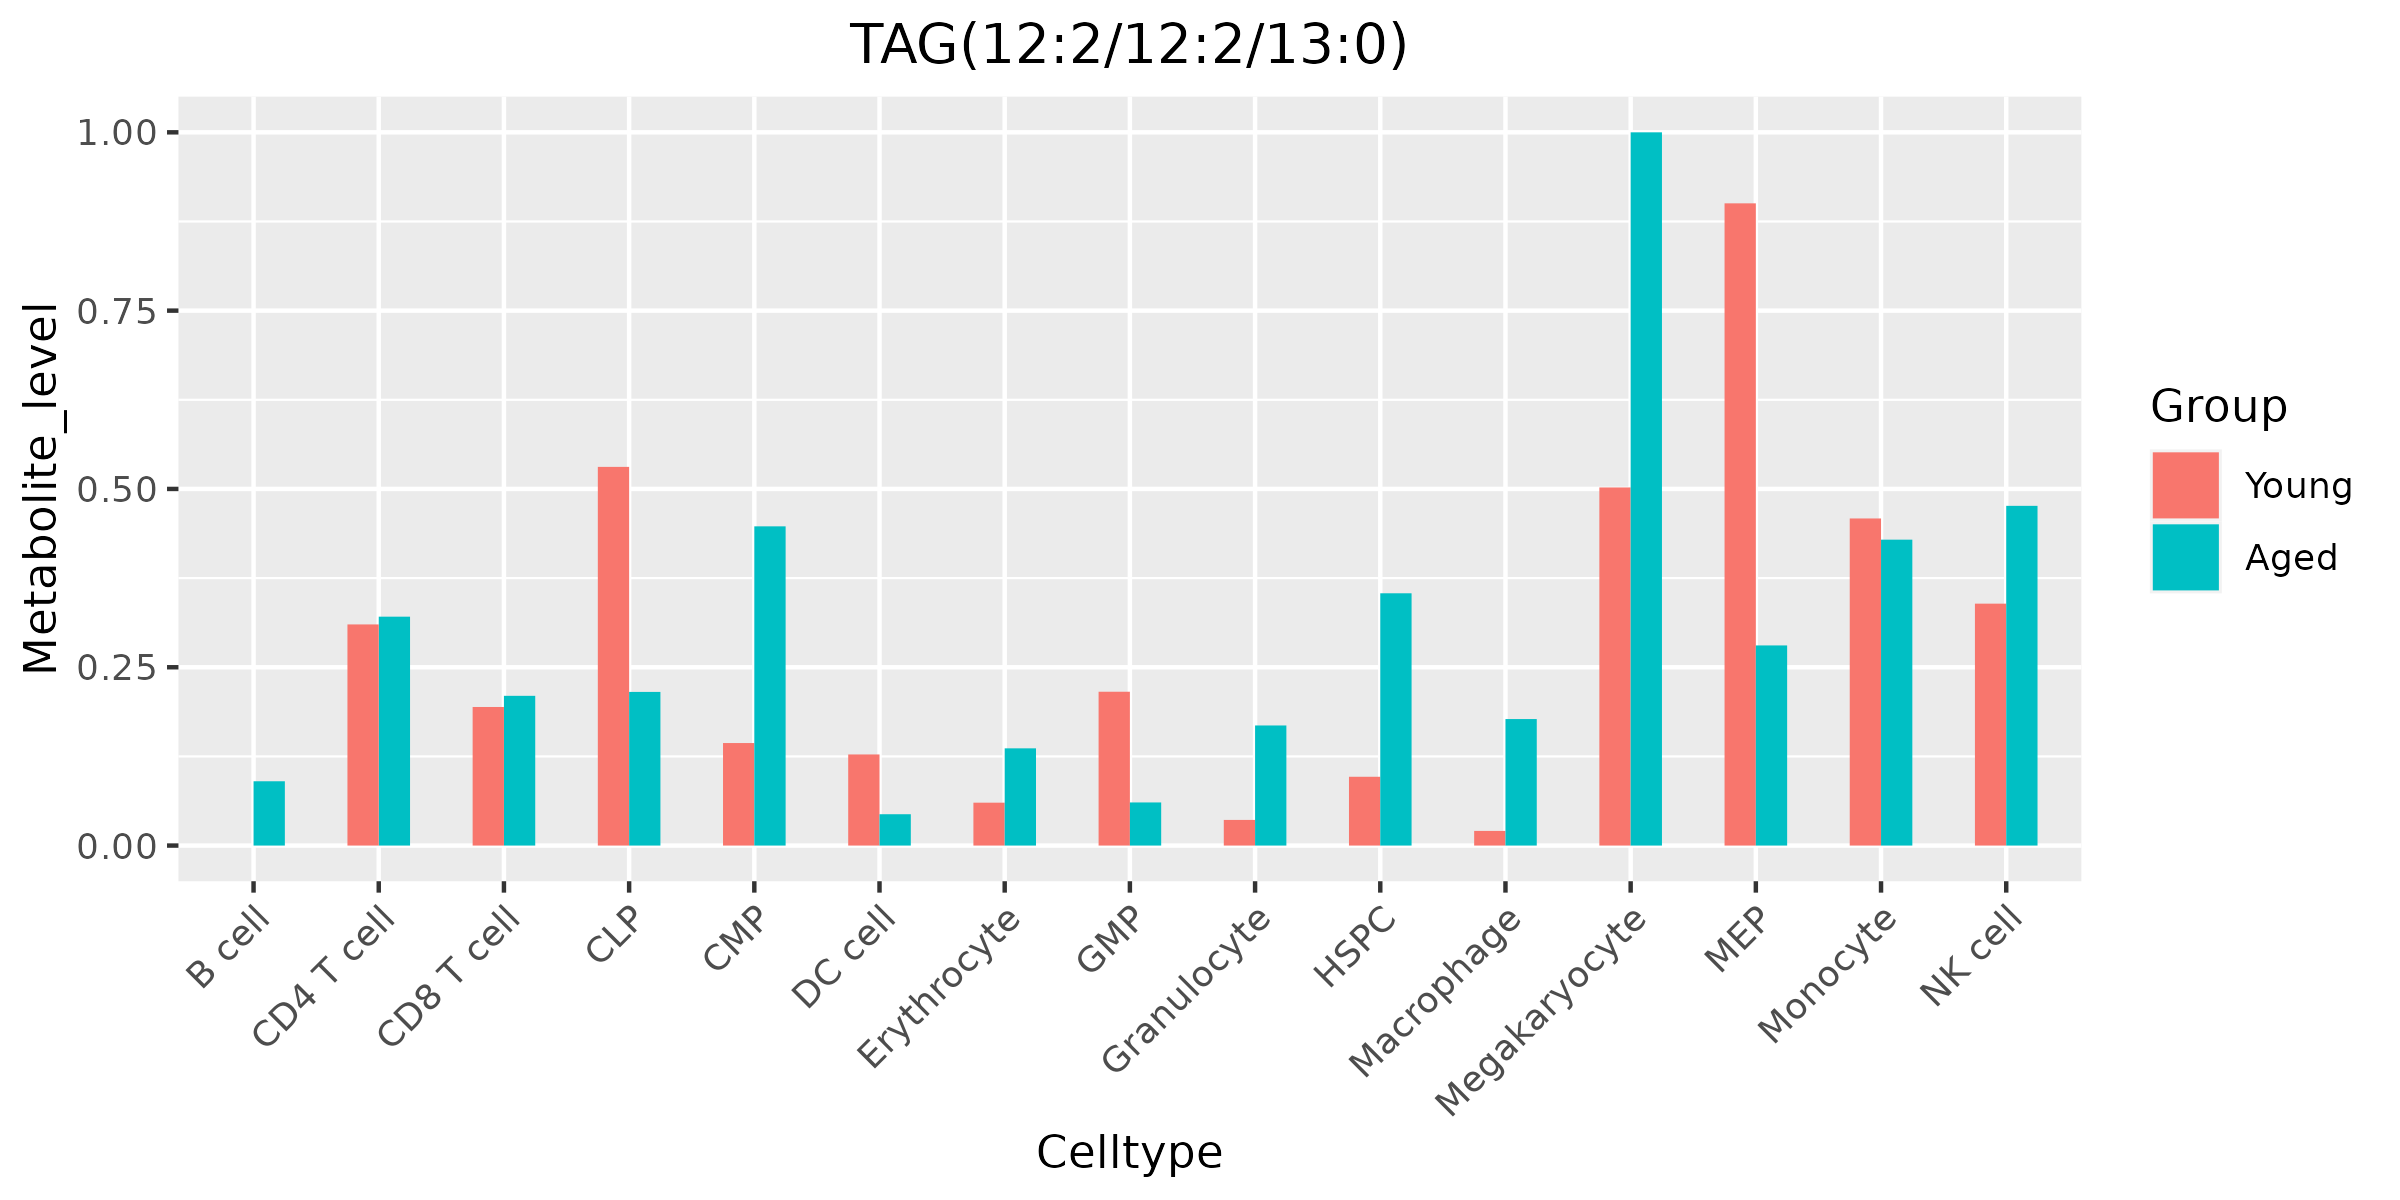 TAG(12:2/12:2/13:0)
Metabolite_level
1.00
0.75
0.50
0.25
0.00
B cell
CD4 T cell
CD8 T cell
CLP
CMP
DC cell
Erythrocyte
GMP
Granulocyte
HSPC
Macrophage
Megakaryocyte
MEP
Monocyte
NK cell
Celltype
Group
Young
Aged